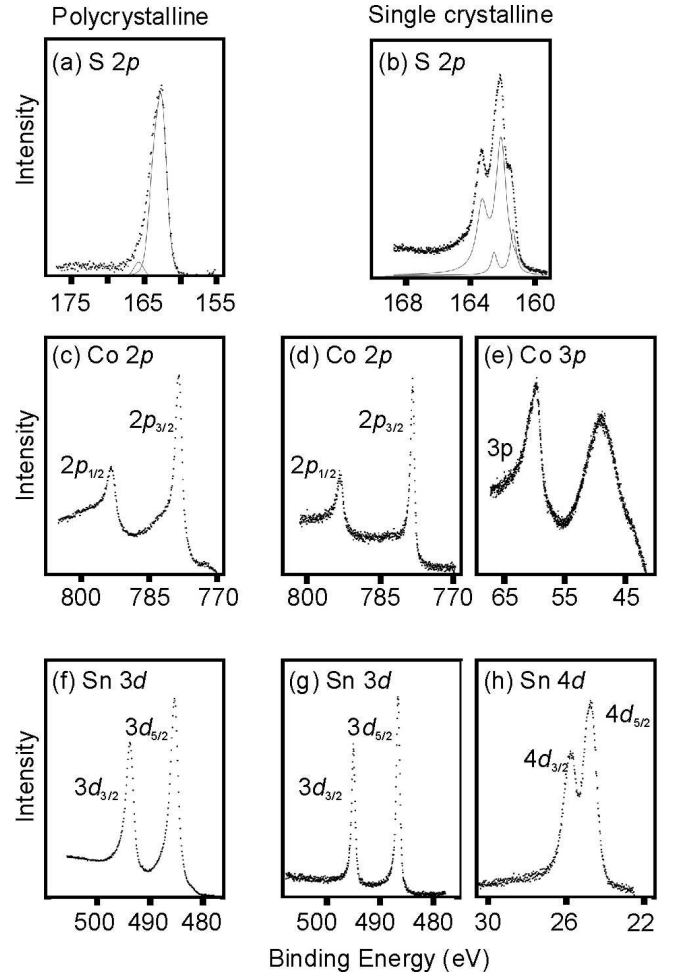 Polycrystalline
Single crystalline
(a) S 2p
(b) S 2p
Intensity
175 165 155
168 164 160
(c) Co 2p
(d) Co 2p
(e) Co 3p
2p3/2
2p1/2
2p3/2
2p1/2
3p
Intensity
800 785 770
800 785 770
65 55 45
(f) Sn 3d
(g) Sn 3d
(h) Sn 4d
3d5/2
3d3/2
3d5/2
3d3/2
4d5/2
4d3/2
Intensity
500 490 480
500 490 480
30 26 22
Binding Energy (eV)